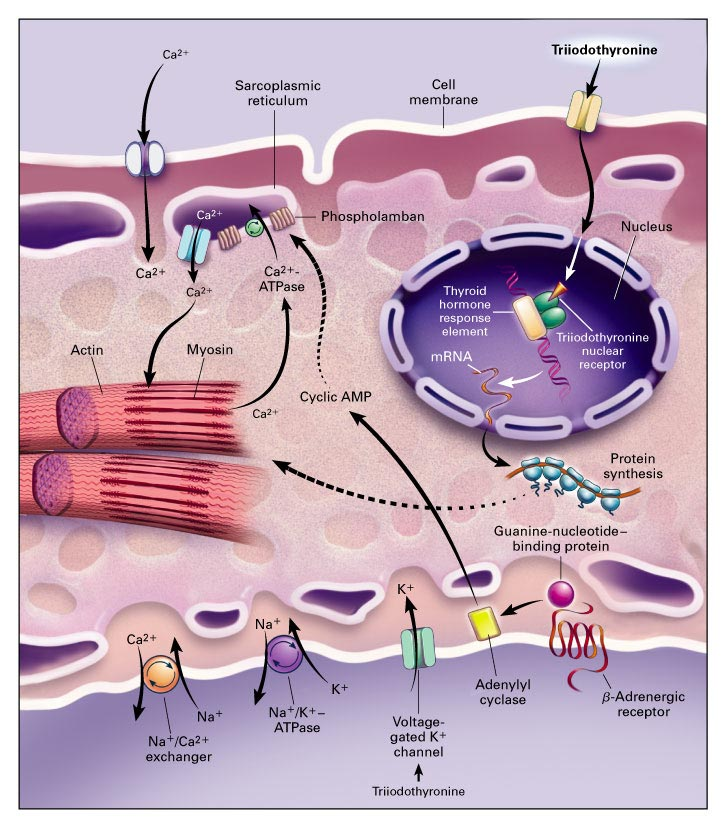 Ca2+
Triiodothyronine
Sarcoplasmic
reticulum
Cell
membrane
Ca2+
Phospholamban
Nucleus
Ca2+
Ca2+
Ca2+-
ATPase
Thyroid
hormone
response
element
Triiodothyronine
nuclear
receptor
mRNA
Actin
Myosin
Ca2+
Cyclic AMP
Protein
synthesis
Guanine-nucleotide–
binding protein
Ca2+
Na+
Na+/Ca2+
exchanger
Na+
K+
Na+/K+–
ATPase
K+
Voltage-
gated K+
channel
Triiodothyronine
Adenylyl
cyclase
β-Adrenergic
receptor